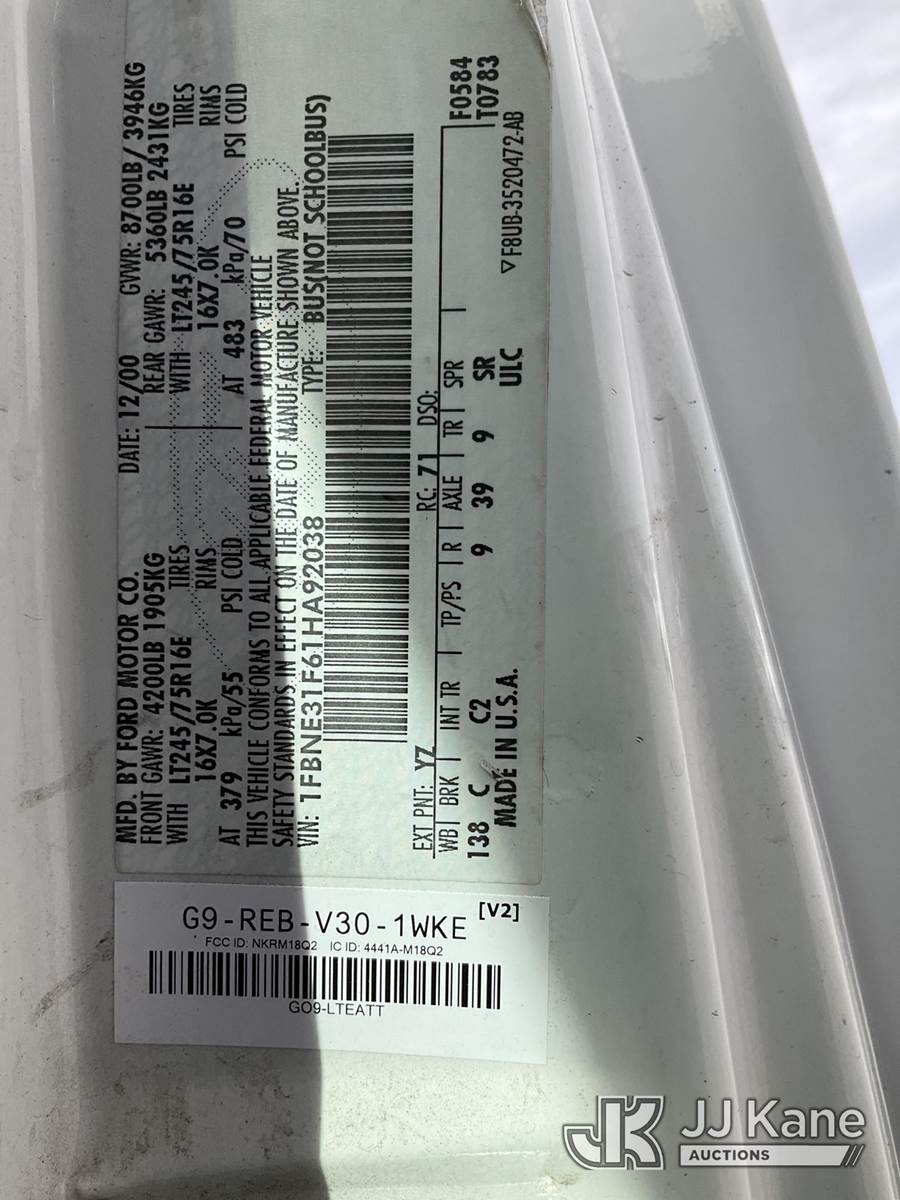 MFD. BY FORD MOTOR CO.
DATE: 12/00 GVWR: 8700LB / 3946KG
FRONT GAWR: 4200LB 1905KG REAR GAWR: 5360LB 2431KG
WITH LT245/75R16E TIRES WITH LT245/75R16E TIRES
16X7.0K RIMS 16X7.0K RIMS
AT 379 kPa/55 PSI COLD AT 483 kPa/70 PSI COLD
THIS VEHICLE CONFORMS TO ALL APPLICABLE FEDERAL MOTOR VEHICLE
SAFETY STANDARDS IN EFFECT ON THE DATE OF MANUFACTURE SHOWN ABOVE.
VIN: 1FBNE31F61HA92038 TYPE: BUS(NOT SCHOOLBUS)
F0584
T0783
EXT PNT: YZ RC: 71 DSO:
WB BRK INT TR TP/PS R AXLE TR SPR
138 C C2 9 39 9 SR
MADE IN U.S.A. ULC
▽F8UB-3520472-AB
G9-REB-V30-1WKE [V2]
FCC ID: NKRM18Q2 IC ID: 4441A-M18Q2
GO9-LTEATT
JK JJ Kane
AUCTIONS